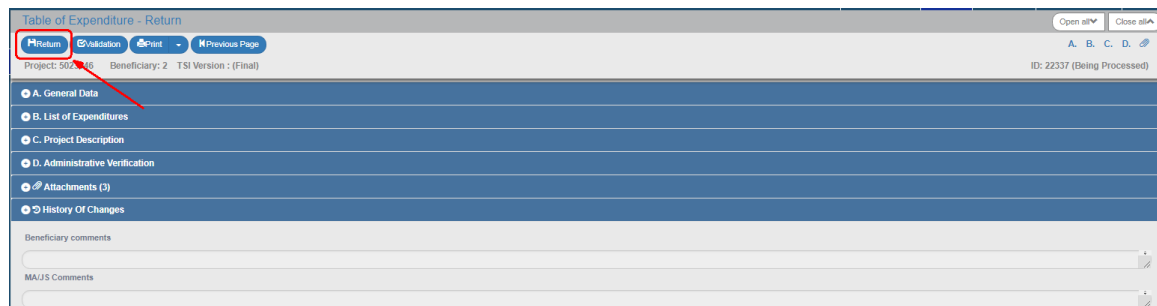 Table of Expenditure - Return
Open all
Close all
Return
Validation
Print
Previous Page
A. B. C. D.
Beneficiary: 2 TSI Version : (Final)
ID: 22337 (Being Processed)
A. General Data
B. List of Expenditures
C. Project Description
D. Administrative Verification
Attachments (3)
History Of Changes
Beneficiary comments
MA/JS Comments